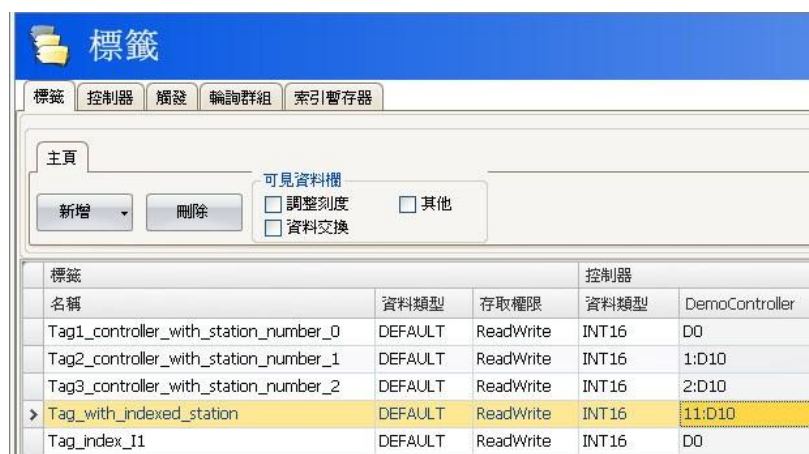 標籤
標籤 控制器 觸發 輪詢群組 索引暫存器
主頁
可見資料欄
新增 刪除 調整刻度 其他
資料交換
標籤 控制器
名稱 資料類型 存取權限 資料類型 DemoController
Tag1_controller_with_station_number_0 DEFAULT ReadWrite INT16 D0
Tag2_controller_with_station_number_1 DEFAULT ReadWrite INT16 1:D10
Tag3_controller_with_station_number_2 DEFAULT ReadWrite INT16 2:D10
Tag_with_indexed_station DEFAULT ReadWrite INT16 11:D10
Tag_index_I1 DEFAULT ReadWrite INT16 D0